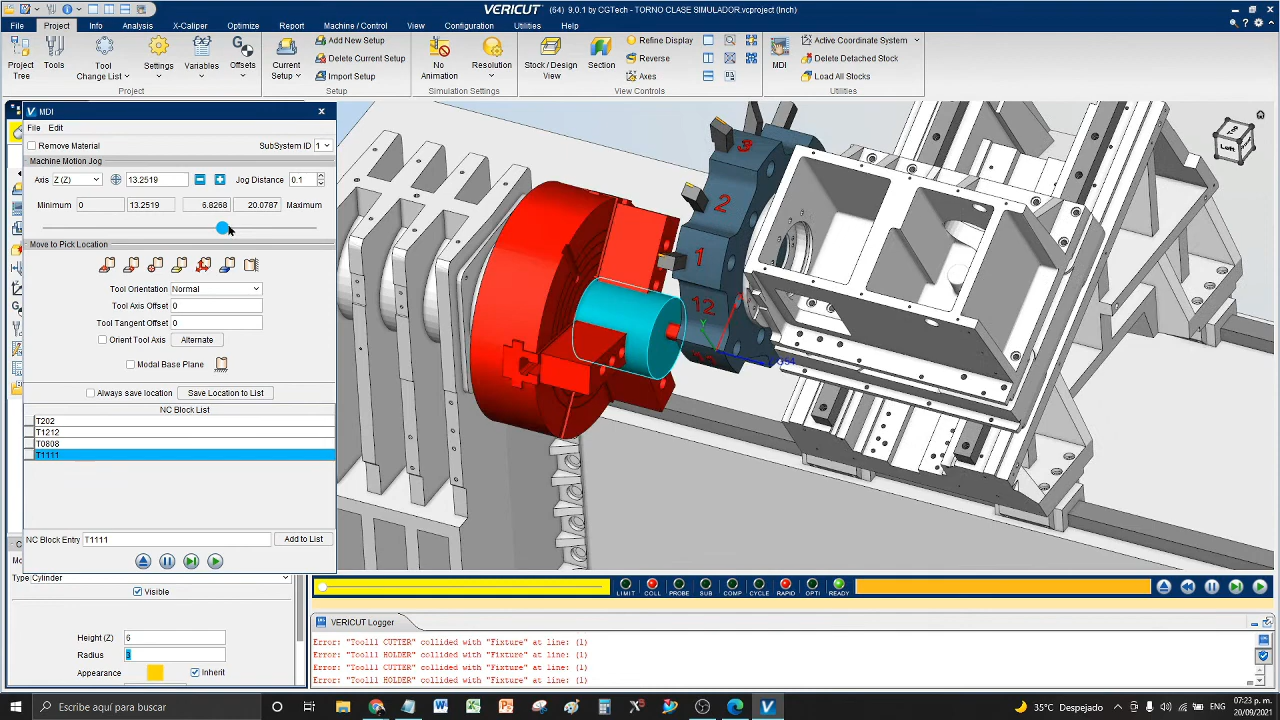 VERICUT (64) 9.0.1 by CGTech - TORNO CLASE SIMULADOR.vcproject (Inch)
File Project Info Analysis X-Caliper Optimize Report Machine / Control View Configuration Utilities Help
Project Tree
Tools
Tool Change List
Settings
Variables
Offsets
Project
Current Setup
Add New Setup
Delete Current Setup
Import Setup
Setup
No Animation
Resolution
Simulation Settings
Stock / Design View
Section
Refine Display
Reverse
Axes
View Controls
MDI
Active Coordinate System
Delete Detached Stock
Load All Stocks
Utilities
MDI
File Edit
Remove Material SubSystem ID 1
Machine Motion Jog
Axis Z (Z) 13.2519 Jog Distance 0.1
Minimum 0 13.2519 6.8268 20.0787 Maximum
Move to Pick Location
Tool Orientation Normal
Tool Axis Offset 0
Tool Tangent Offset 0
Orient Tool Axis Alternate
Modal Base Plane
Always save location Save Location to List
NC Block List
T202
T1212
T0808
T1111
NC Block Entry T1111 Add to List
Type Cylinder
Visible
Height (Z) 5
Radius
Appearance Inherit
3
2
1
12
Y
LIMIT COLL PROBE SUB COMP CYCLE RAPID OPTI READY
VERICUT Logger
Error: "Tool11 CUTTER" collided with "Fixture" at line: (1)
Error: "Tool11 HOLDER" collided with "Fixture" at line: (1)
Error: "Tool11 CUTTER" collided with "Fixture" at line: (1)
Error: "Tool11 HOLDER" collided with "Fixture" at line: (1)
Escribe aquí para buscar
35°C Despejado
ENG
07:23 p. m.
20/09/2021